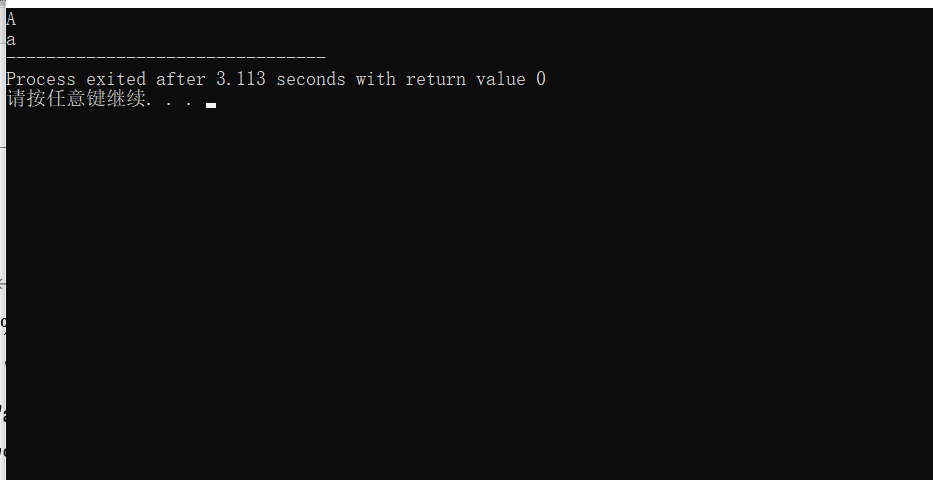 A
a
--------------------------------
Process exited after 3.113 seconds with return value 0
请按任意键继续. . .